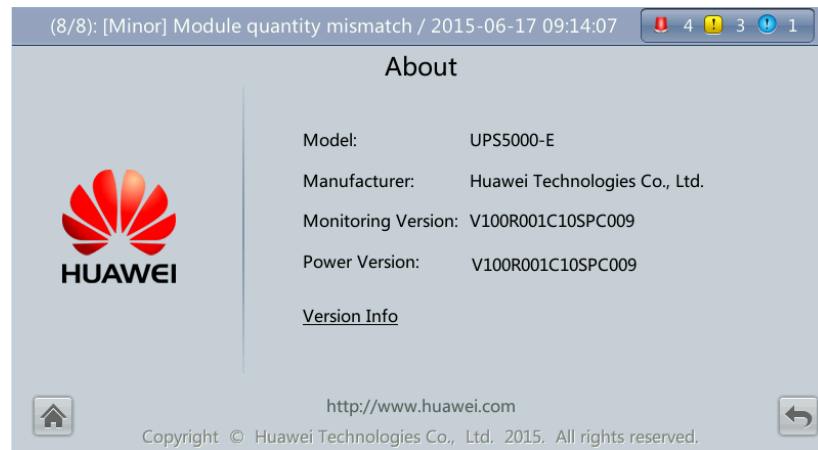 (8/8): [Minor] Module quantity mismatch / 2015-06-17 09:14:07 4 3 1
About
Model: UPS5000-E
Manufacturer: Huawei Technologies Co., Ltd.
Monitoring Version: V100R001C10SPC009
Power Version: V100R001C10SPC009
HUAWEI
Version Info
http://www.huawei.com
Copyright © Huawei Technologies Co., Ltd. 2015. All rights reserved.